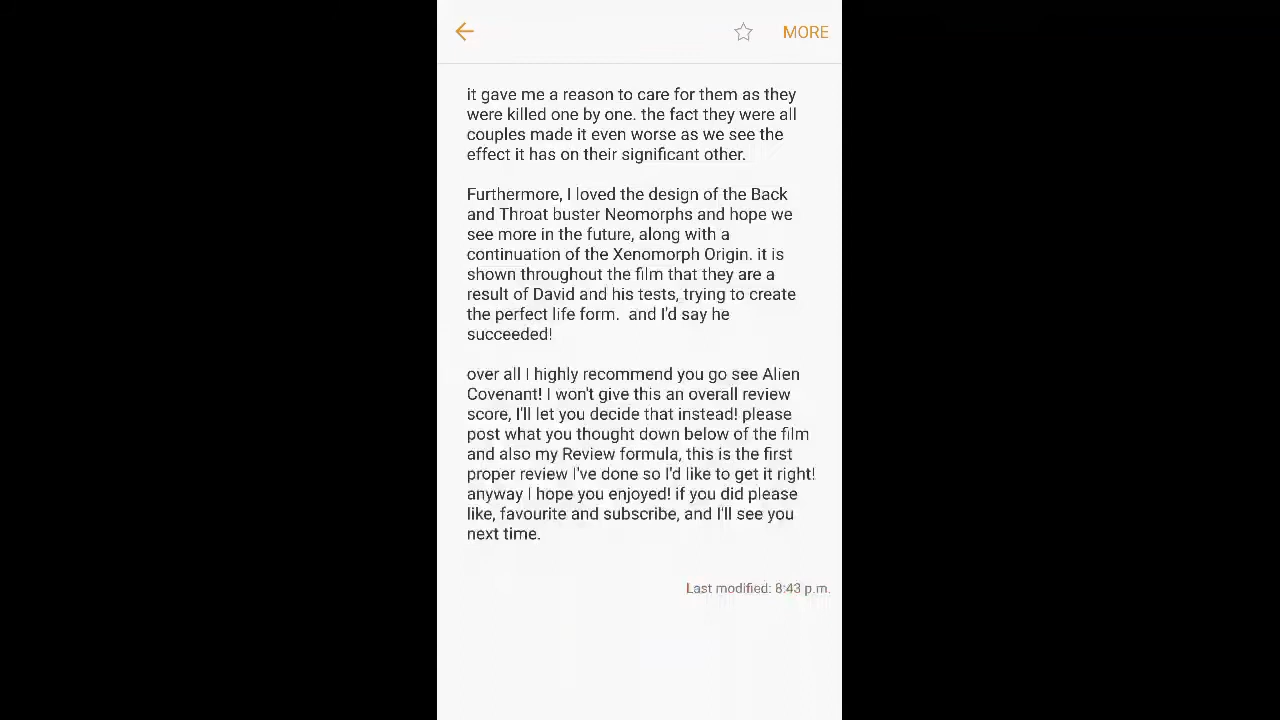 MORE
it gave me a reason to care for them as they
were killed one by one. the fact they were all
couples made it even worse as we see the
effect it has on their significant other.
Furthermore, I loved the design of the Back
and Throat buster Neomorphs and hope we
see more in the future, along with a
continuation of the Xenomorph Origin. it is
shown throughout the film that they are a
result of David and his tests, trying to create
the perfect life form.  and I'd say he
succeeded!
over all I highly recommend you go see Alien
Covenant! I won't give this an overall review
score, I'll let you decide that instead! please
post what you thought down below of the film
and also my Review formula, this is the first
proper review I've done so I'd like to get it right!
anyway I hope you enjoyed! if you did please
like, favourite and subscribe, and I'll see you
next time.
Last modified: 8:43 p.m.